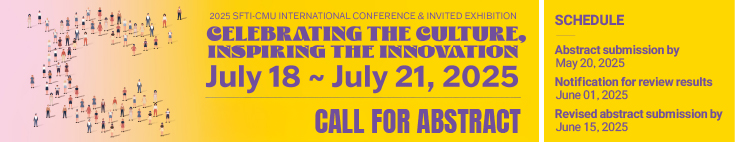 2025 SFTI-CMU INTERNATIONAL CONFERENCE & INVITED EXHIBITION
CELEBRATING THE CULTURE,
INSPIRING THE INNOVATION
July 18 ~ July 21, 2025
CALL FOR ABSTRACT
SCHEDULE
Abstract submission by
May 20, 2025
Notification for review results
June 01, 2025
Revised abstract submission by
June 15, 2025